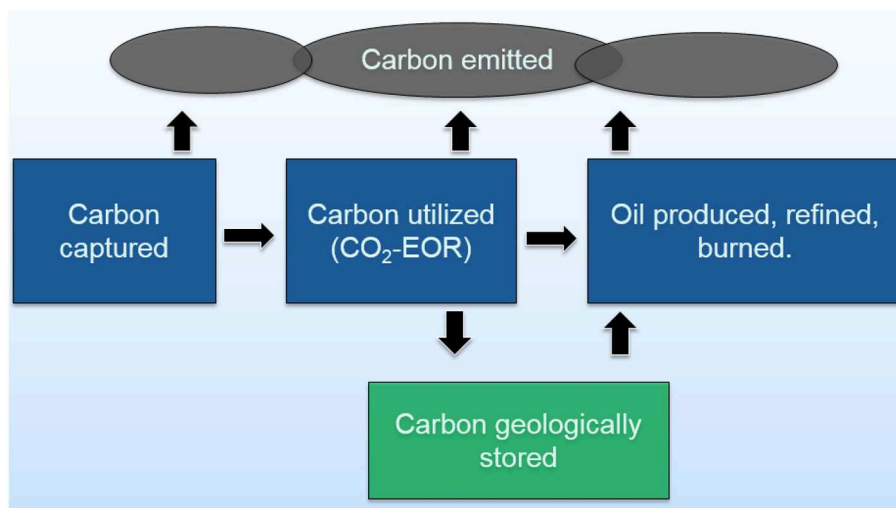 Carbon emitted
Carbon
captured
Carbon utilized
(CO₂-EOR)
Oil produced, refined,
burned.
Carbon geologically
stored